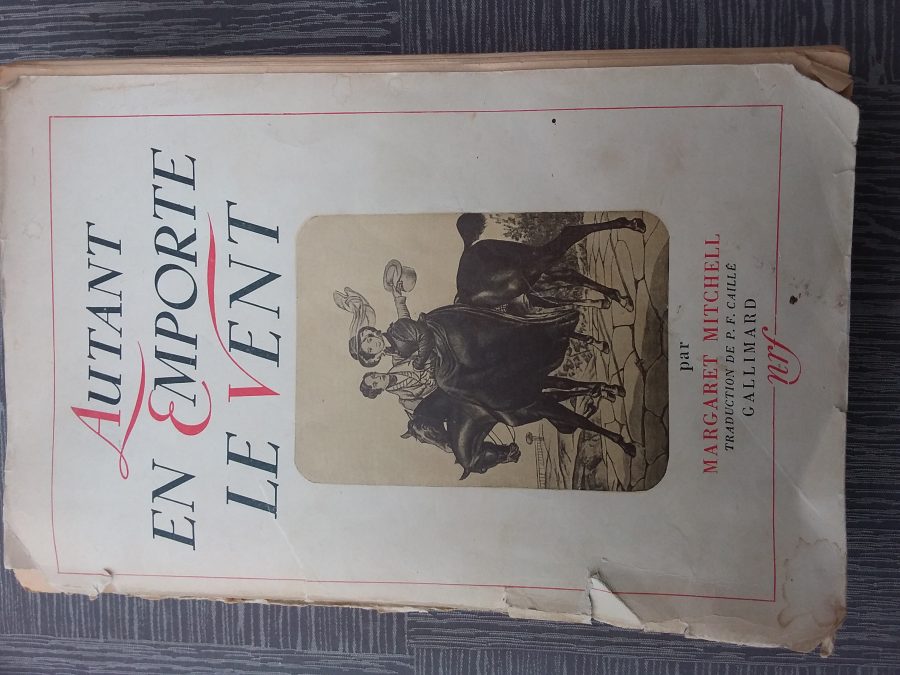 AUTANT
EN EMPORTE
LE VENT
par
MARGARET MITCHELL
TRADUCTION DE P. F. CAILLÉ
GALLIMARD
nrf